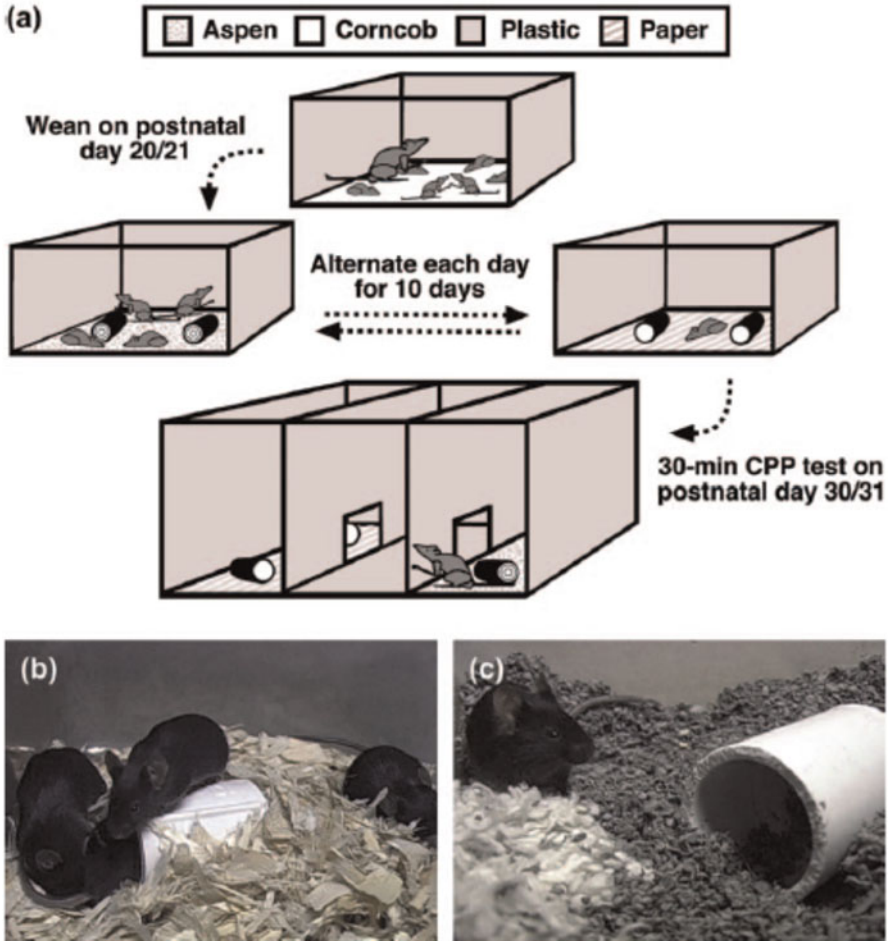 (a)
Aspen Corncob Plastic Paper
Wean on postnatal
day 20/21
Alternate each day
for 10 days
30-min CPP test on
postnatal day 30/31
(b)
(c)